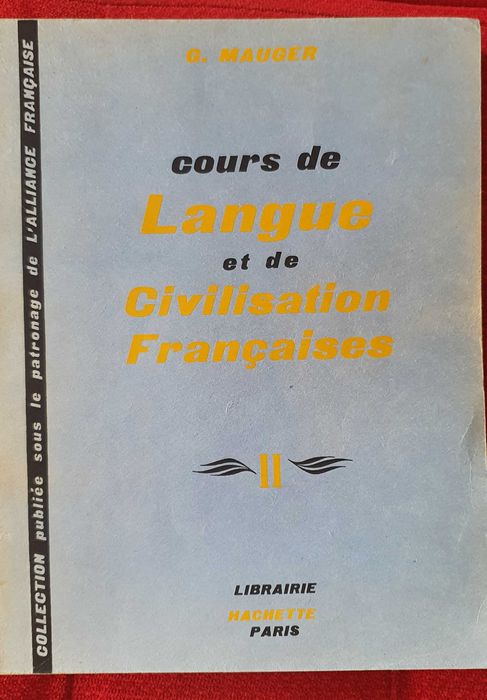 G. MAUGER
cours de
Langue
et de
Civilisation
Françaises
II
LIBRAIRIE
HACHETTE
PARIS
COLLECTION publiée sous le patronage de L'ALLIANCE FRANÇAISE